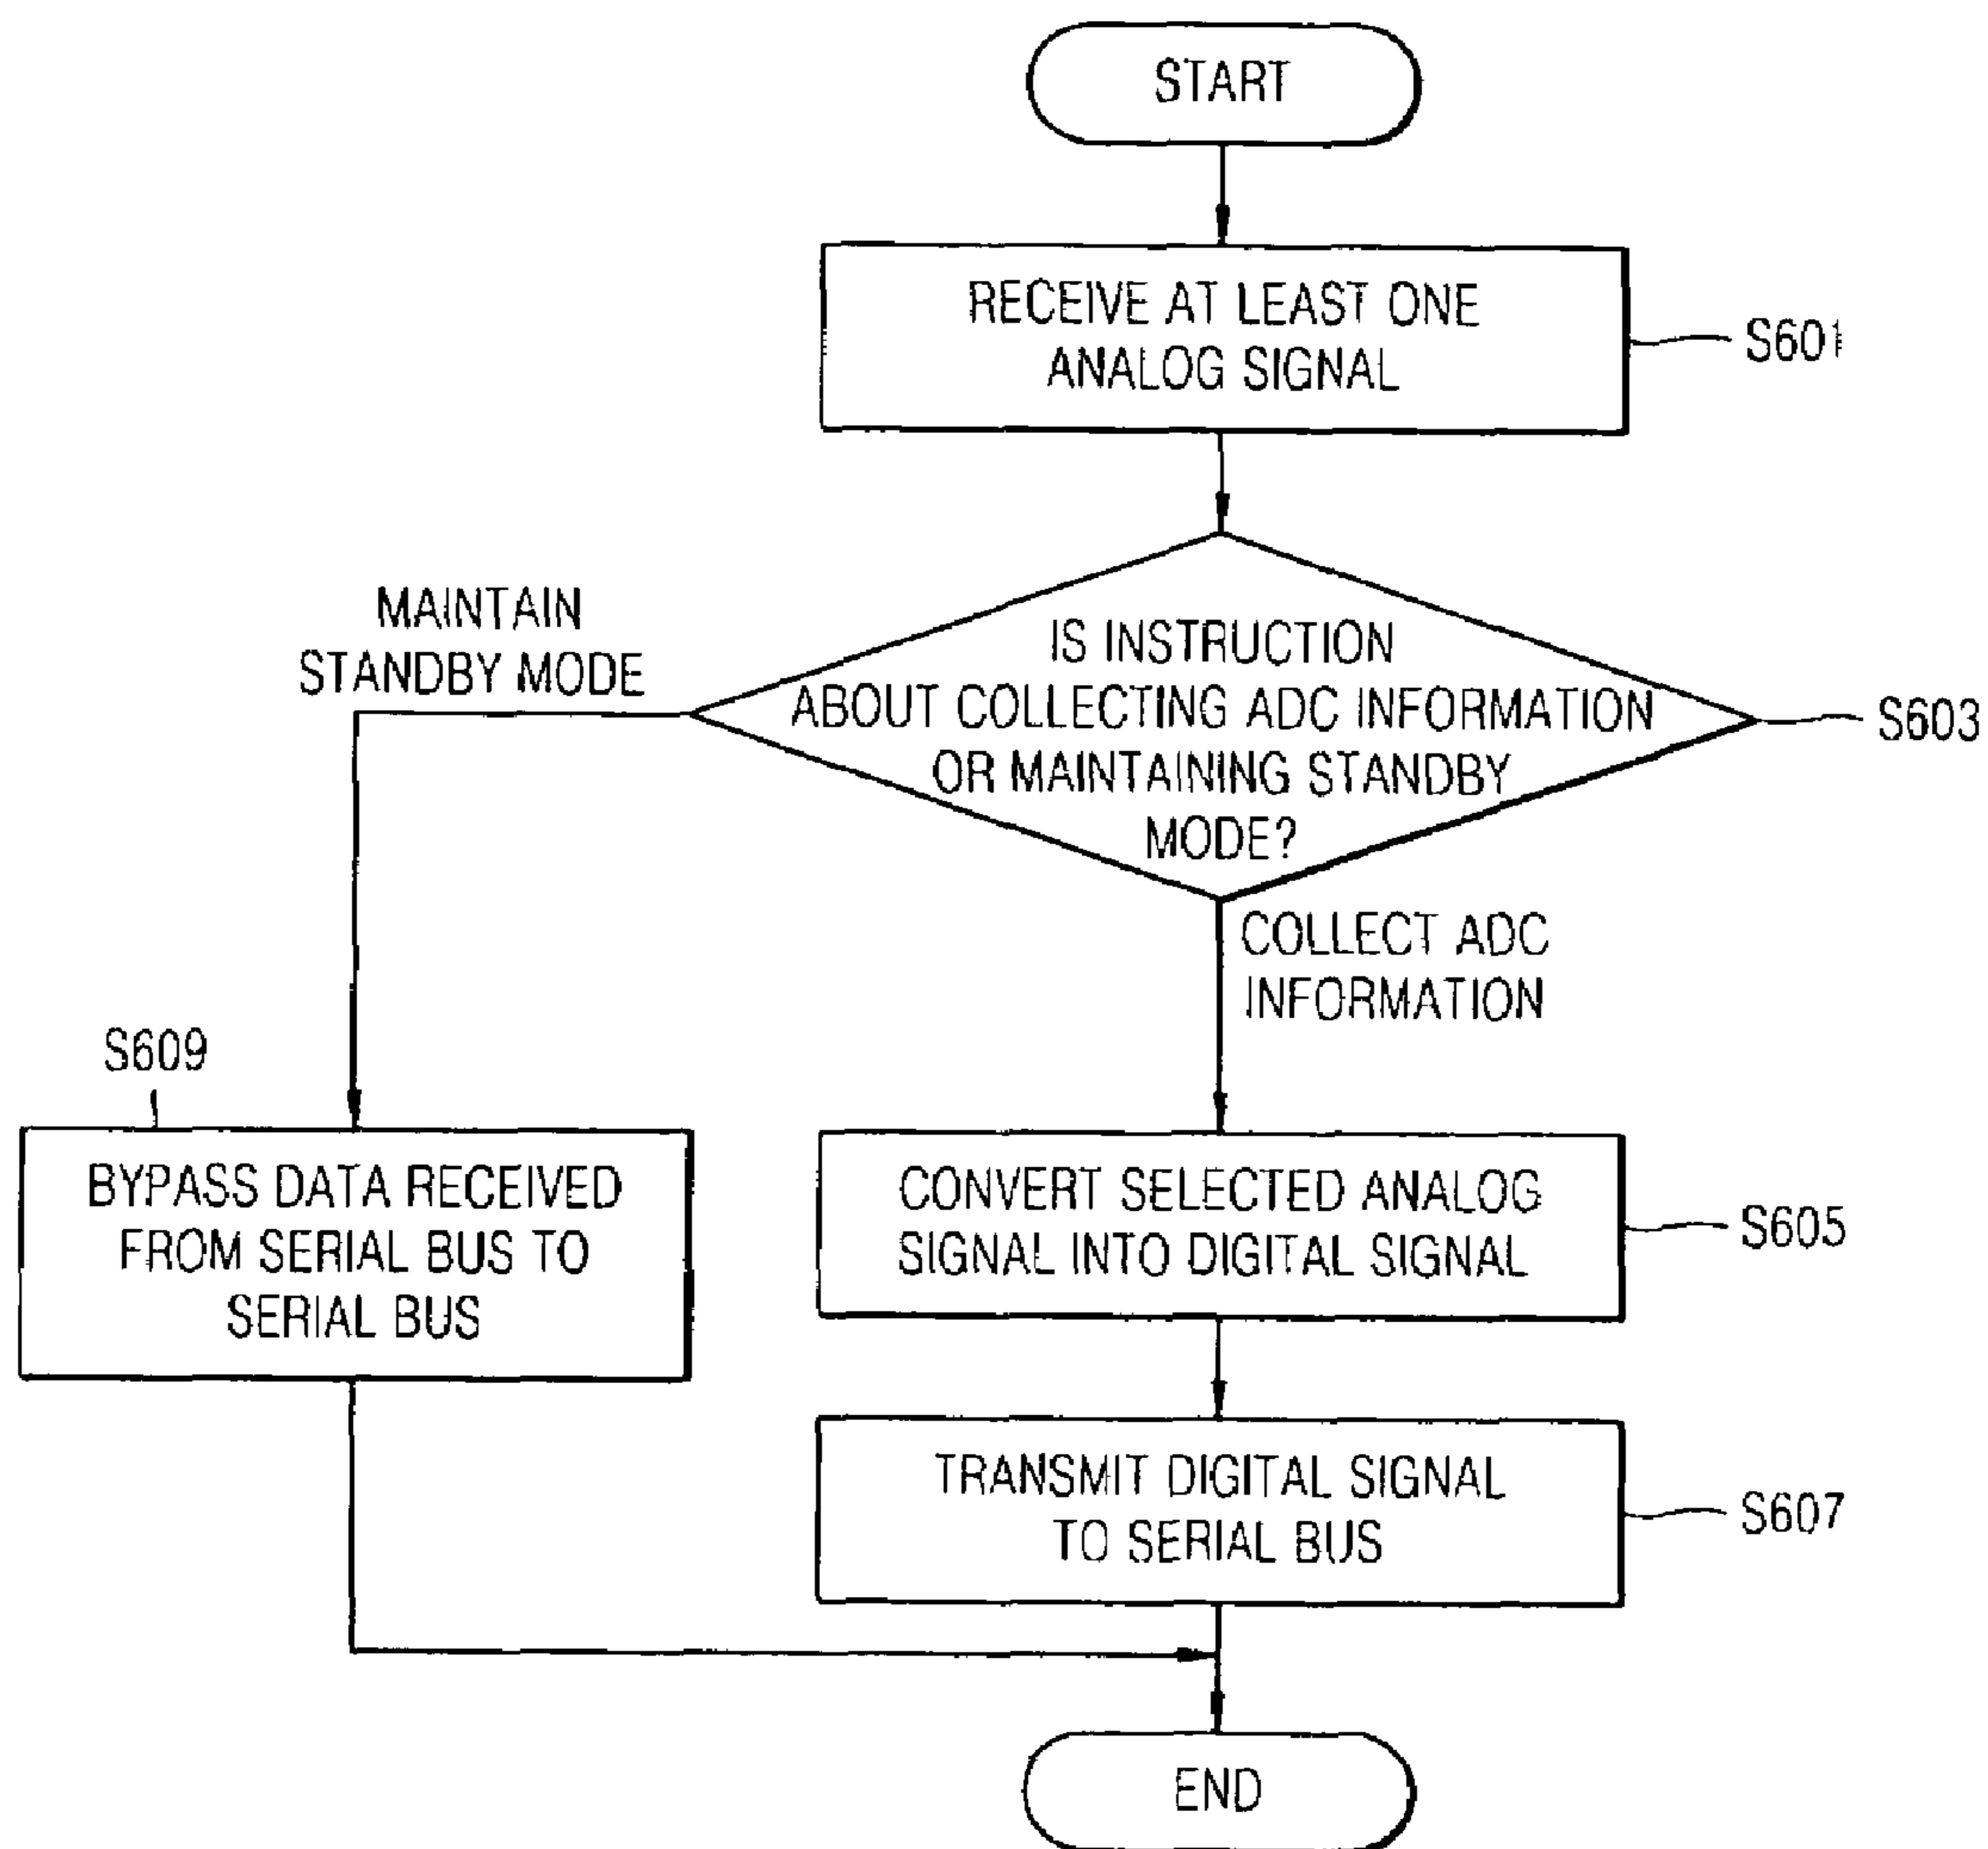 START
RECEIVE AT LEAST ONE
ANALOG SIGNAL
S601
IS INSTRUCTION
ABOUT COLLECTING ADC INFORMATION
OR MAINTAINING STANDBY
MODE?
S603
MAINTAIN
STANDBY MODE
COLLECT ADC
INFORMATION
S609
BYPASS DATA RECEIVED
FROM SERIAL BUS TO
SERIAL BUS
CONVERT SELECTED ANALOG
SIGNAL INTO DIGITAL SIGNAL
S605
TRANSMIT DIGITAL SIGNAL
TO SERIAL BUS
S607
END